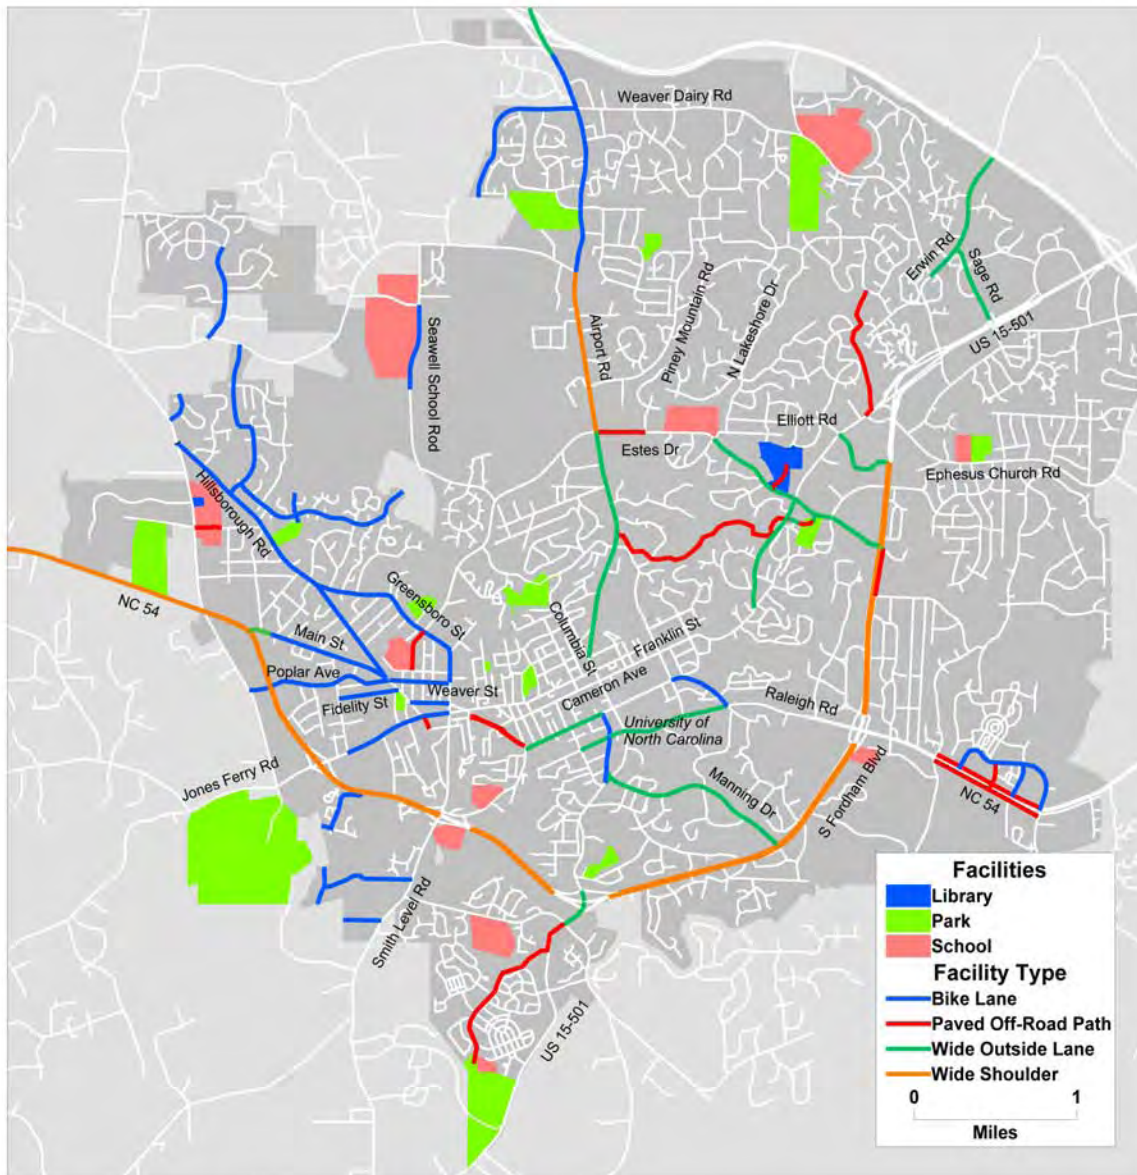 Weaver Dairy Rd
Erwin Rd
Sage Rd
US 15-501
Piney Mountain Rd
N Lakeshore Dr
Airport Rd
Seawell School Rod
Elliott Rd
Estes Dr
Ephesus Church Rd
Hillsborough Rd
NC 54
Greensboro St
Main St
Columbia St
Franklin St
Poplar Ave
Weaver St
Cameron Ave
Fidelity St
Raleigh Rd
University of
North Carolina
Jones Ferry Rd
Manning Dr
S Fordham Blvd
NC 54
Smith Level Rd
US 15-501
Facilities
Library
Park
School
Facility Type
Bike Lane
Paved Off-Road Path
Wide Outside Lane
Wide Shoulder
0 1
Miles